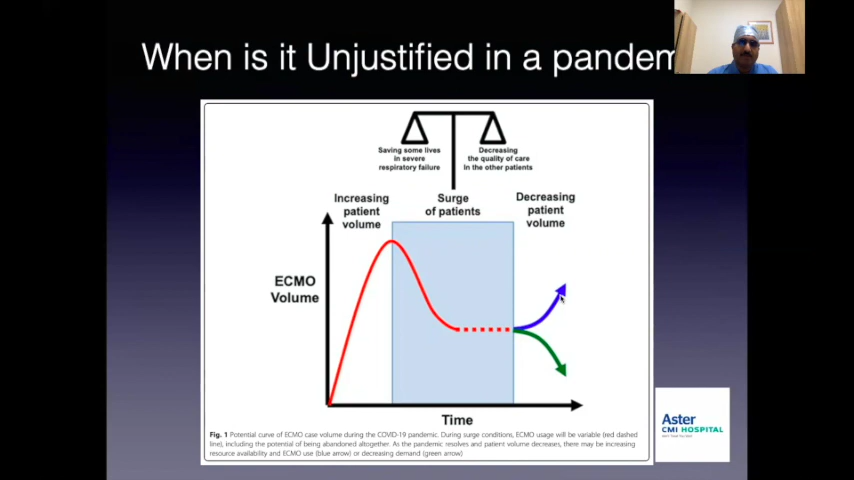 When is it Unjustified in a pandem
Saving some lives
in severe
respiratory failure
Decreasing
the quality of care
in the other patients
Increasing
patient
volume
Surge
of patients
Decreasing
patient
volume
ECMO
Volume
Time
Fig. 1 Potential curve of ECMO case volume during the COVID-19 pandemic. During surge conditions, ECMO usage will be variable (red dashed
line), including the potential of being abandoned altogether. As the pandemic resolves and patient volume decreases, there may be increasing
resource availability and ECMO use (blue arrow) or decreasing demand (green arrow)
Aster
CMI HOSPITAL